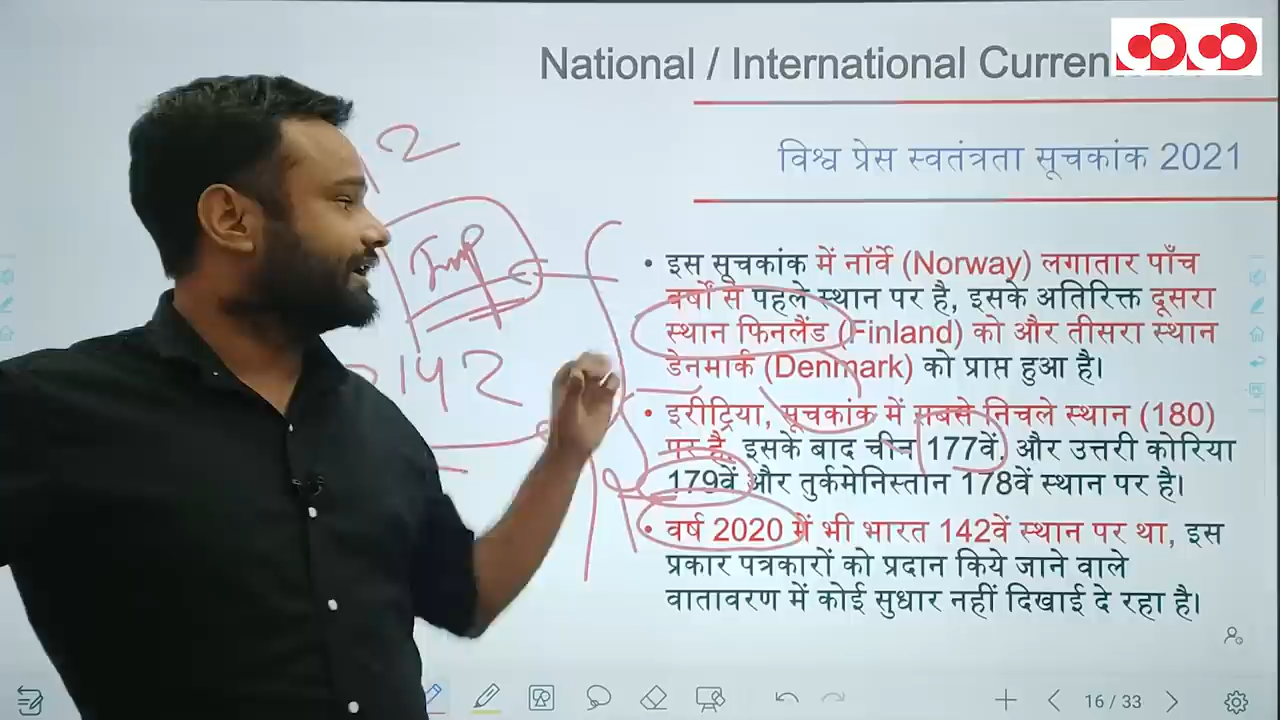 National / International Curren
विश्व प्रेस स्वतंत्रता सूचकांक 2021
12
Imp
142
• इस सूचकांक में नॉर्वे (Norway) लगातार पाँच
वर्षों से पहले स्थान पर है, इसके अतिरिक्त दूसरा
स्थान फिनलैंड (Finland) को और तीसरा स्थान
डेनमार्क (Denmark) को प्राप्त हुआ है।
• इरीट्रिया, सूचकांक में सबसे निचले स्थान (180)
पर है, इसके बाद चीन 177वें. और उत्तरी कोरिया
179वें और तुर्कमेनिस्तान 178वें स्थान पर है।
• वर्ष 2020 में भी भारत 142वें स्थान पर था, इस
प्रकार पत्रकारों को प्रदान किये जाने वाले
वातावरण में कोई सुधार नहीं दिखाई दे रहा है।
16 / 33